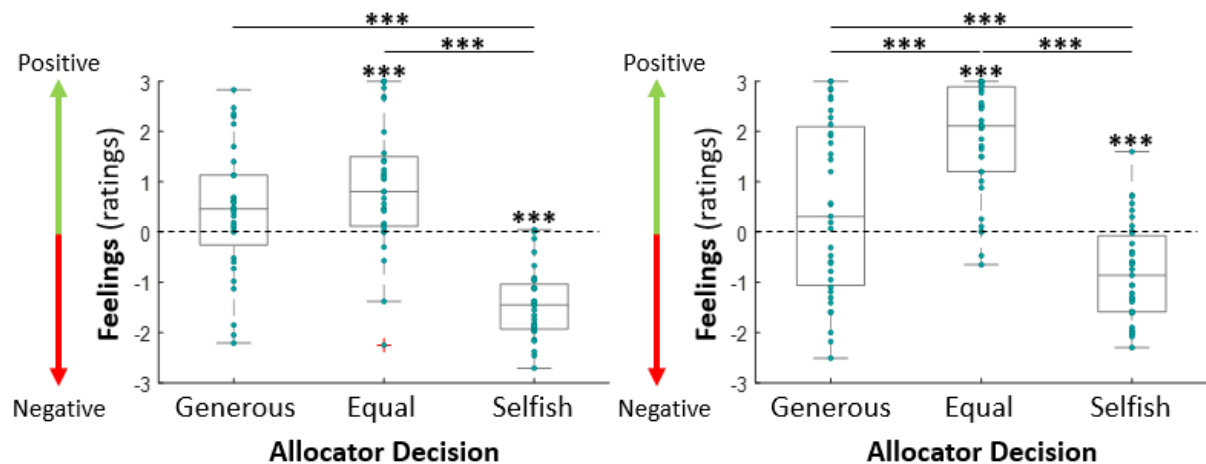 ***
***
***
Positive
3
2
1
0
-1
-2
-3
Negative
Feelings (ratings)
***
Generous
Equal
Selfish
Allocator Decision
***
***
***
***
Positive
3
2
1
0
-1
-2
-3
Negative
Feelings (ratings)
***
Generous
Equal
Selfish
Allocator Decision